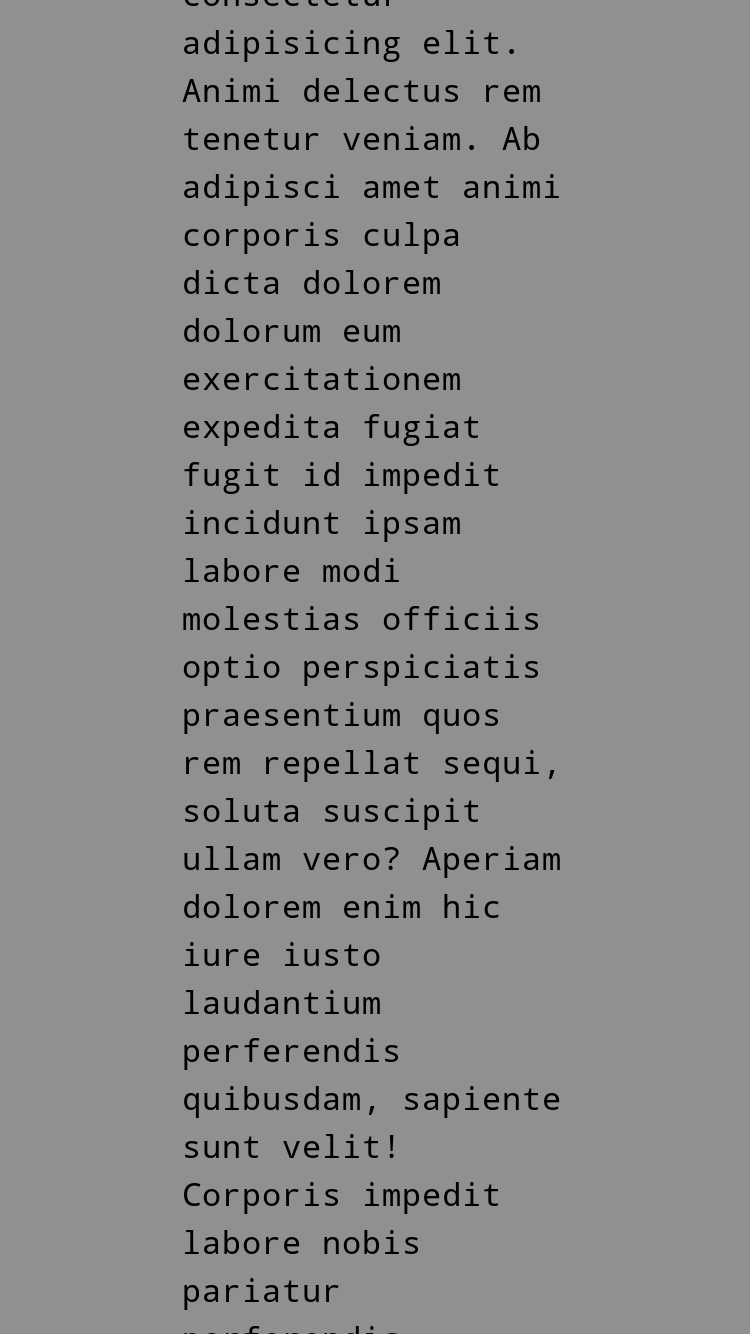 consectetur
adipisicing elit.
Animi delectus rem
tenetur veniam. Ab
adipisci amet animi
corporis culpa
dicta dolorem
dolorum eum
exercitationem
expedita fugiat
fugit id impedit
incidunt ipsam
labore modi
molestias officiis
optio perspiciatis
praesentium quos
rem repellat sequi,
soluta suscipit
ullam vero? Aperiam
dolorem enim hic
iure iusto
laudantium
perferendis
quibusdam, sapiente
sunt velit!
Corporis impedit
labore nobis
pariatur
perferendis